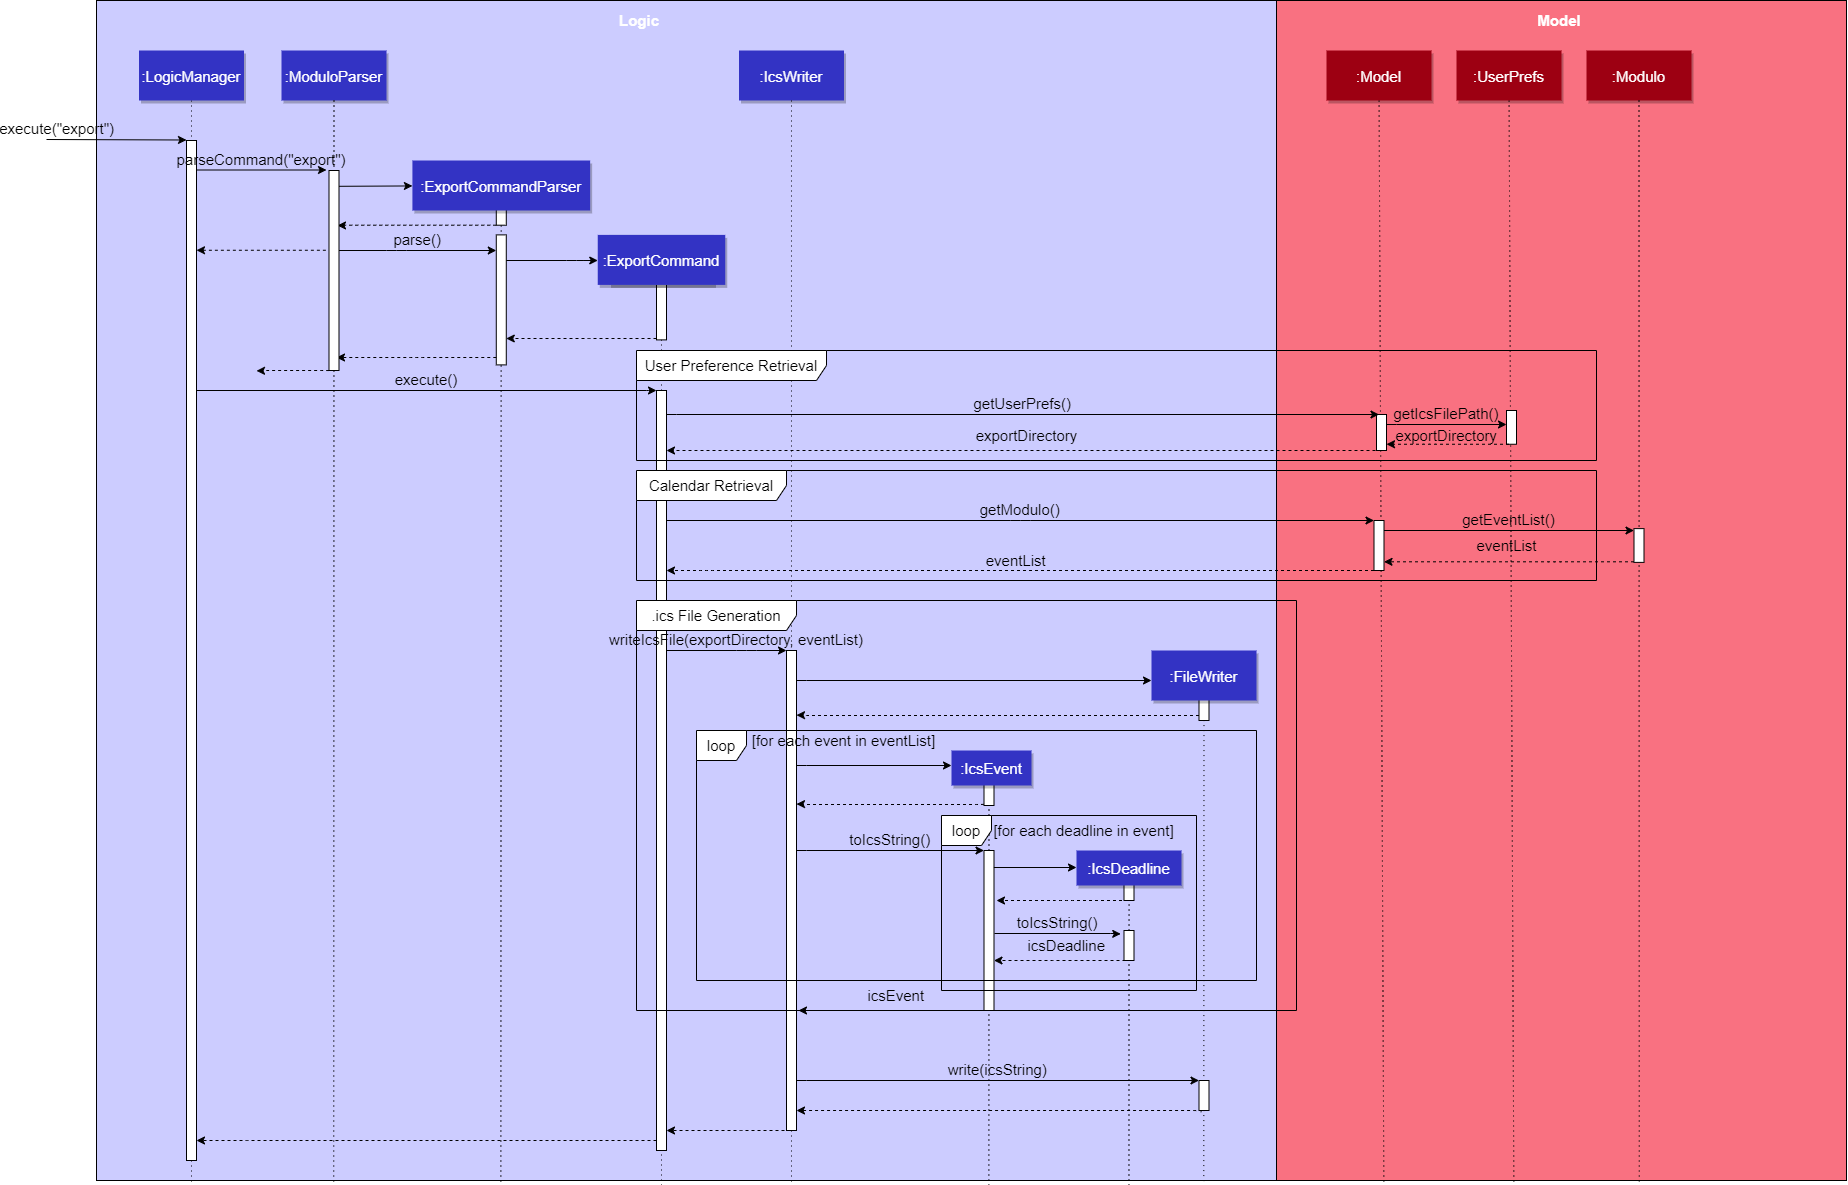 Logic
Model
:LogicManager
:ModuloParser
:IcsWriter
:Model
:UserPrefs
:Modulo
execute("export")
parseCommand("export")
:ExportCommandParser
parse()
:ExportCommand
User Preference Retrieval
execute()
getUserPrefs()
getIcsFilePath()
exportDirectory
exportDirectory
Calendar Retrieval
getModulo()
getEventList()
eventList
eventList
.ics File Generation
writeIcsFile(exportDirectory, eventList)
:FileWriter
loop
[for each event in eventList]
:IcsEvent
loop
[for each deadline in event]
toIcsString()
:IcsDeadline
toIcsString()
icsDeadline
icsEvent
write(icsString)